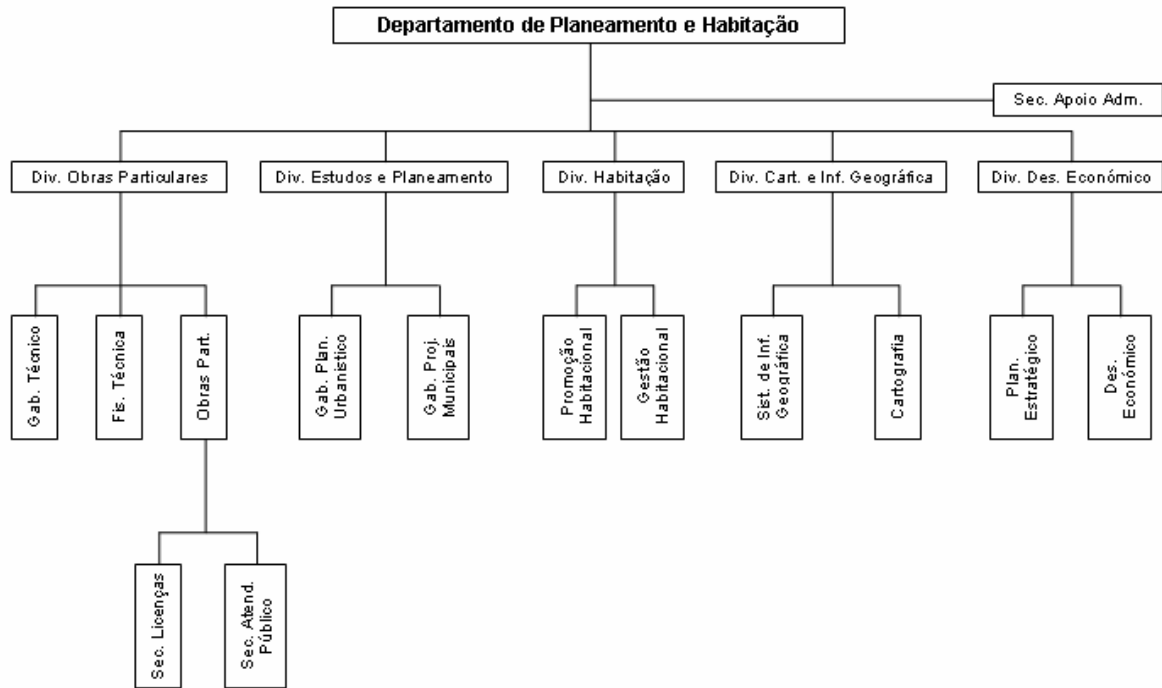 Departamento de Planeamento e Habitação
Sec. Apoio Adm.
Div. Obras Particulares
Div. Estudos e Planeamento
Div. Habitação
Div. Cart. e Inf. Geográfica
Div. Des. Económico
Gab. Técnico
Fis. Técnica
Obras Part.
Gab. Plan.
Urbanístico
Gab. Proj.
Municipais
Promoção
Habitacional
Gestão
Habitacional
Sist. de Inf.
Geográfica
Cartografia
Plan.
Estratégico
Des.
Económico
Sec. Licenças
Sec. Atend.
Público